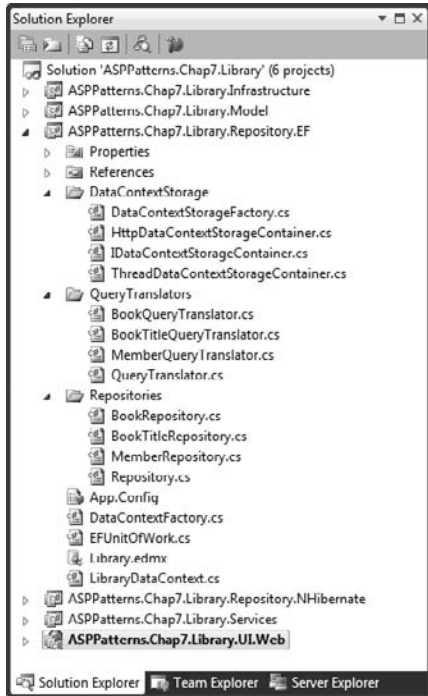 Solution Explorer
Solution 'ASPPatterns.Chap7.Library' (6 projects)
ASPPatterns.Chap7.Library.Infrastructure
ASPPatterns.Chap7.Library.Model
ASPPatterns.Chap7.Library.Repository.EF
Properties
References
DataContextStorage
DataContextStorageFactory.cs
HttpDataContextStorageContainer.cs
IDataContextStorageContainer.cs
ThreadDataContextStorageContainer.cs
QueryTranslators
BookQueryTranslator.cs
BookTitleQueryTranslator.cs
MemberQueryTranslator.cs
QueryTranslator.cs
Repositories
BookRepository.cs
BookTitleRepository.cs
MemberRepository.cs
Repository.cs
App.Config
DataContextFactory.cs
EFUnitOfWork.cs
Library.edmx
LibraryDataContext.cs
ASPPatterns.Chap7.Library.Repository.NHibernate
ASPPatterns.Chap7.Library.Services
ASPPatterns.Chap7.Library.UI.Web
Solution Explorer Team Explorer Server Explorer